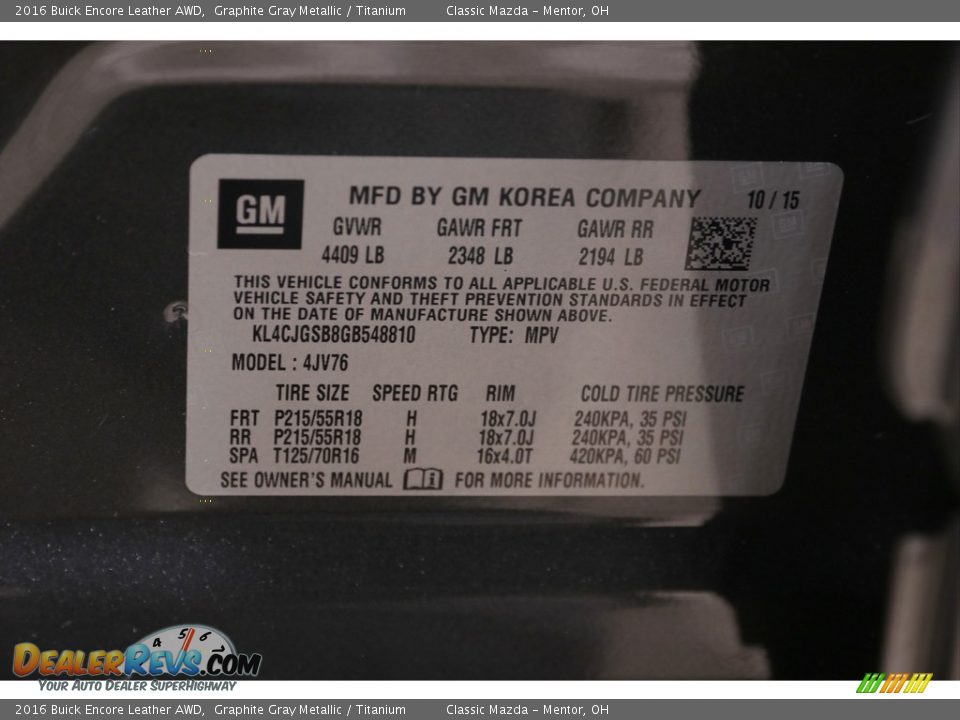 2016 Buick Encore Leather AWD, Graphite Gray Metallic / Titanium Classic Mazda - Mentor, OH
GM
MFD BY GM KOREA COMPANY 10 / 15
GVWR GAWR FRT GAWR RR
4409 LB 2348 LB 2194 LB
THIS VEHICLE CONFORMS TO ALL APPLICABLE U.S. FEDERAL MOTOR
VEHICLE SAFETY AND THEFT PREVENTION STANDARDS IN EFFECT
ON THE DATE OF MANUFACTURE SHOWN ABOVE.
KL4CJGSB8GB548810 TYPE: MPV
MODEL : 4JV76
TIRE SIZE SPEED RTG RIM COLD TIRE PRESSURE
FRT P215/55R18 H 18x7.0J 240KPA, 35 PSI
RR P215/55R18 H 18x7.0J 240KPA, 35 PSI
SPA T125/70R16 M 16x4.0T 420KPA, 60 PSI
SEE OWNER'S MANUAL FOR MORE INFORMATION.
4 5 6
DEALERREVS.COM
YOUR AUTO DEALER SUPERHIGHWAY
2016 Buick Encore Leather AWD, Graphite Gray Metallic / Titanium Classic Mazda - Mentor, OH